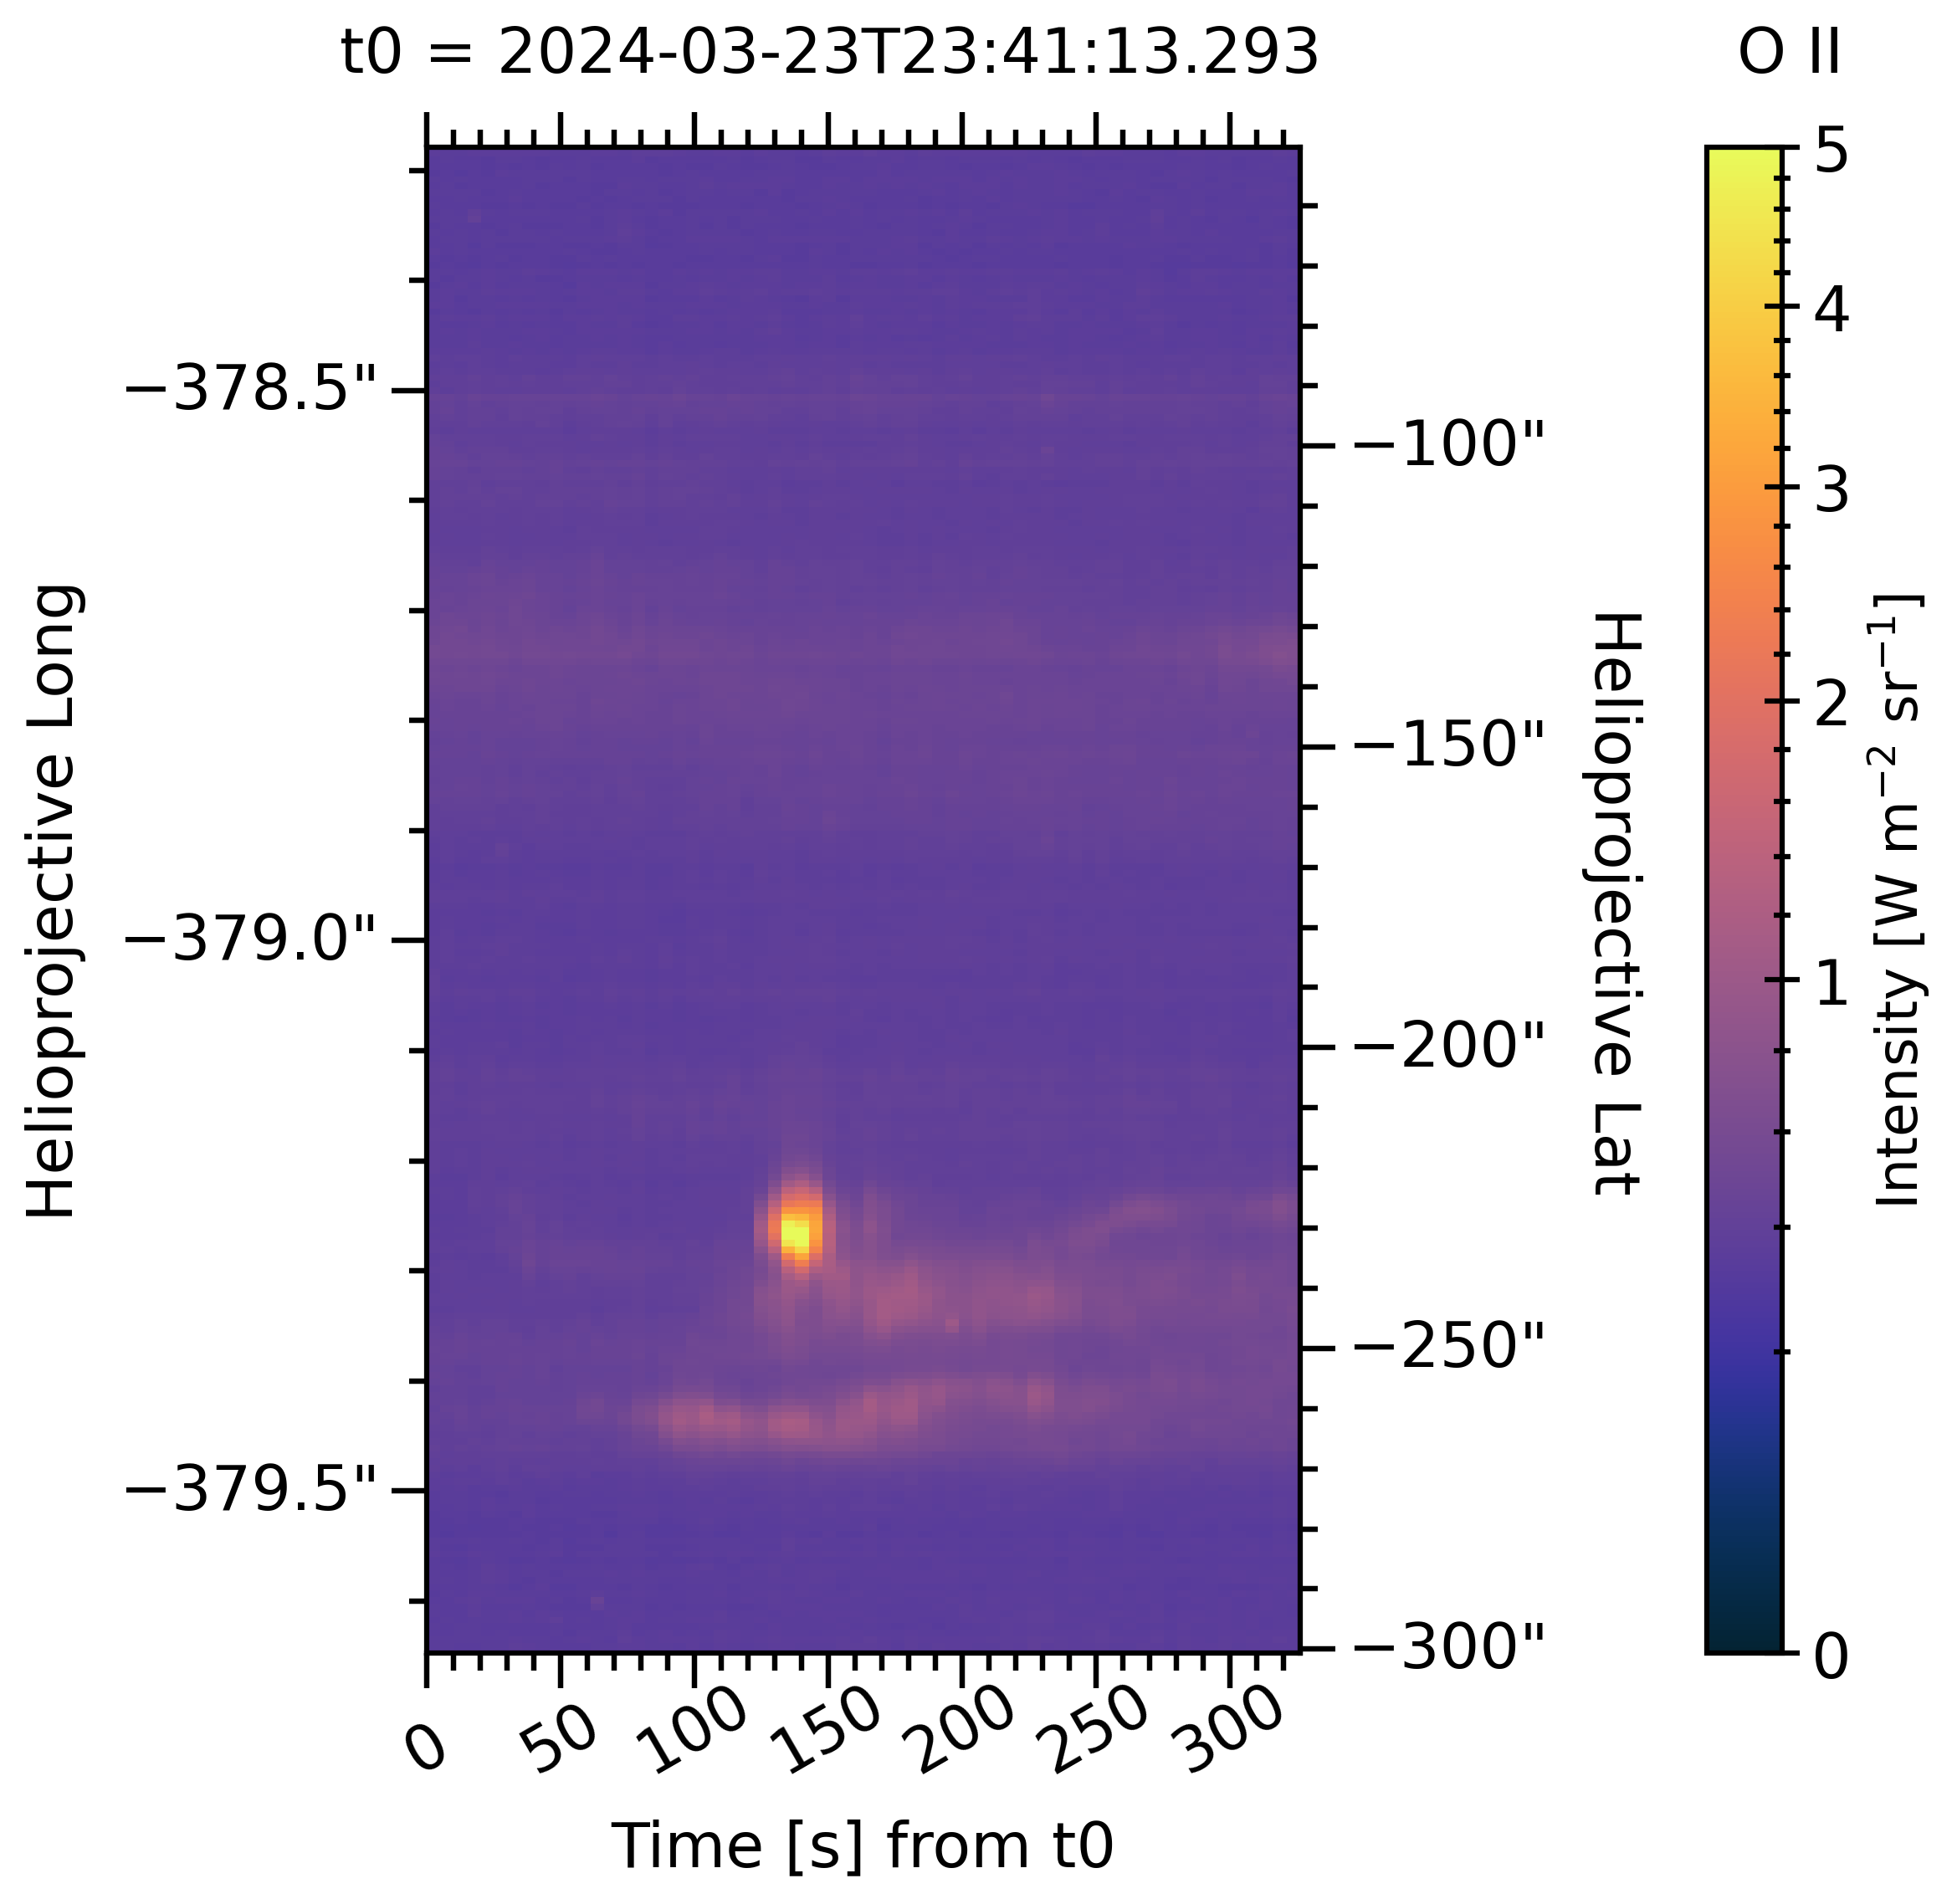 t0 = 2024-03-23T23:41:13.293
O II
Helioprojective Long
−378.5"
−379.0"
−379.5"
−100"
−150"
−200"
−250"
−300"
Helioprojective Lat
5
4
3
2
1
0
Intensity [W m⁻² sr⁻¹]
0 50 100 150 200 250 300
Time [s] from t0